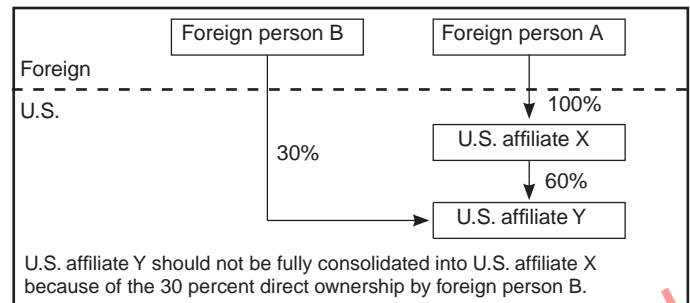 Foreign person B
Foreign person A
Foreign
U.S.
100%
U.S. affiliate X
30%
60%
U.S. affiliate Y
U.S. affiliate Y should not be fully consolidated into U.S. affiliate X
because of the 30 percent direct ownership by foreign person B.